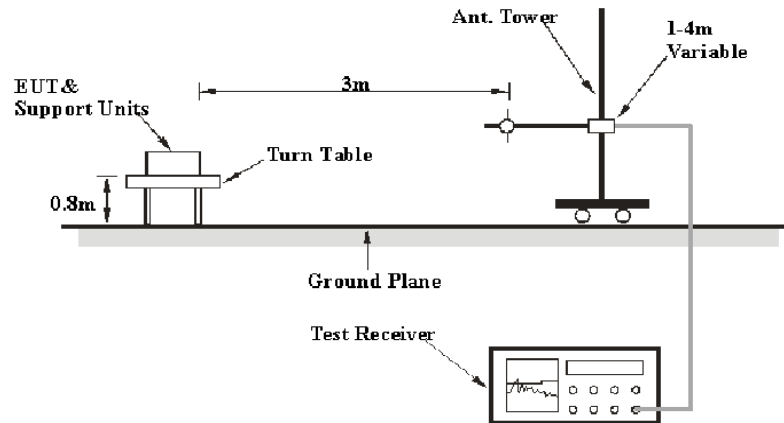 Ant. Tower
1-4m
Variable
EUT &
Support Units
3m
Turn Table
0.8m
Ground Plane
Test Receiver